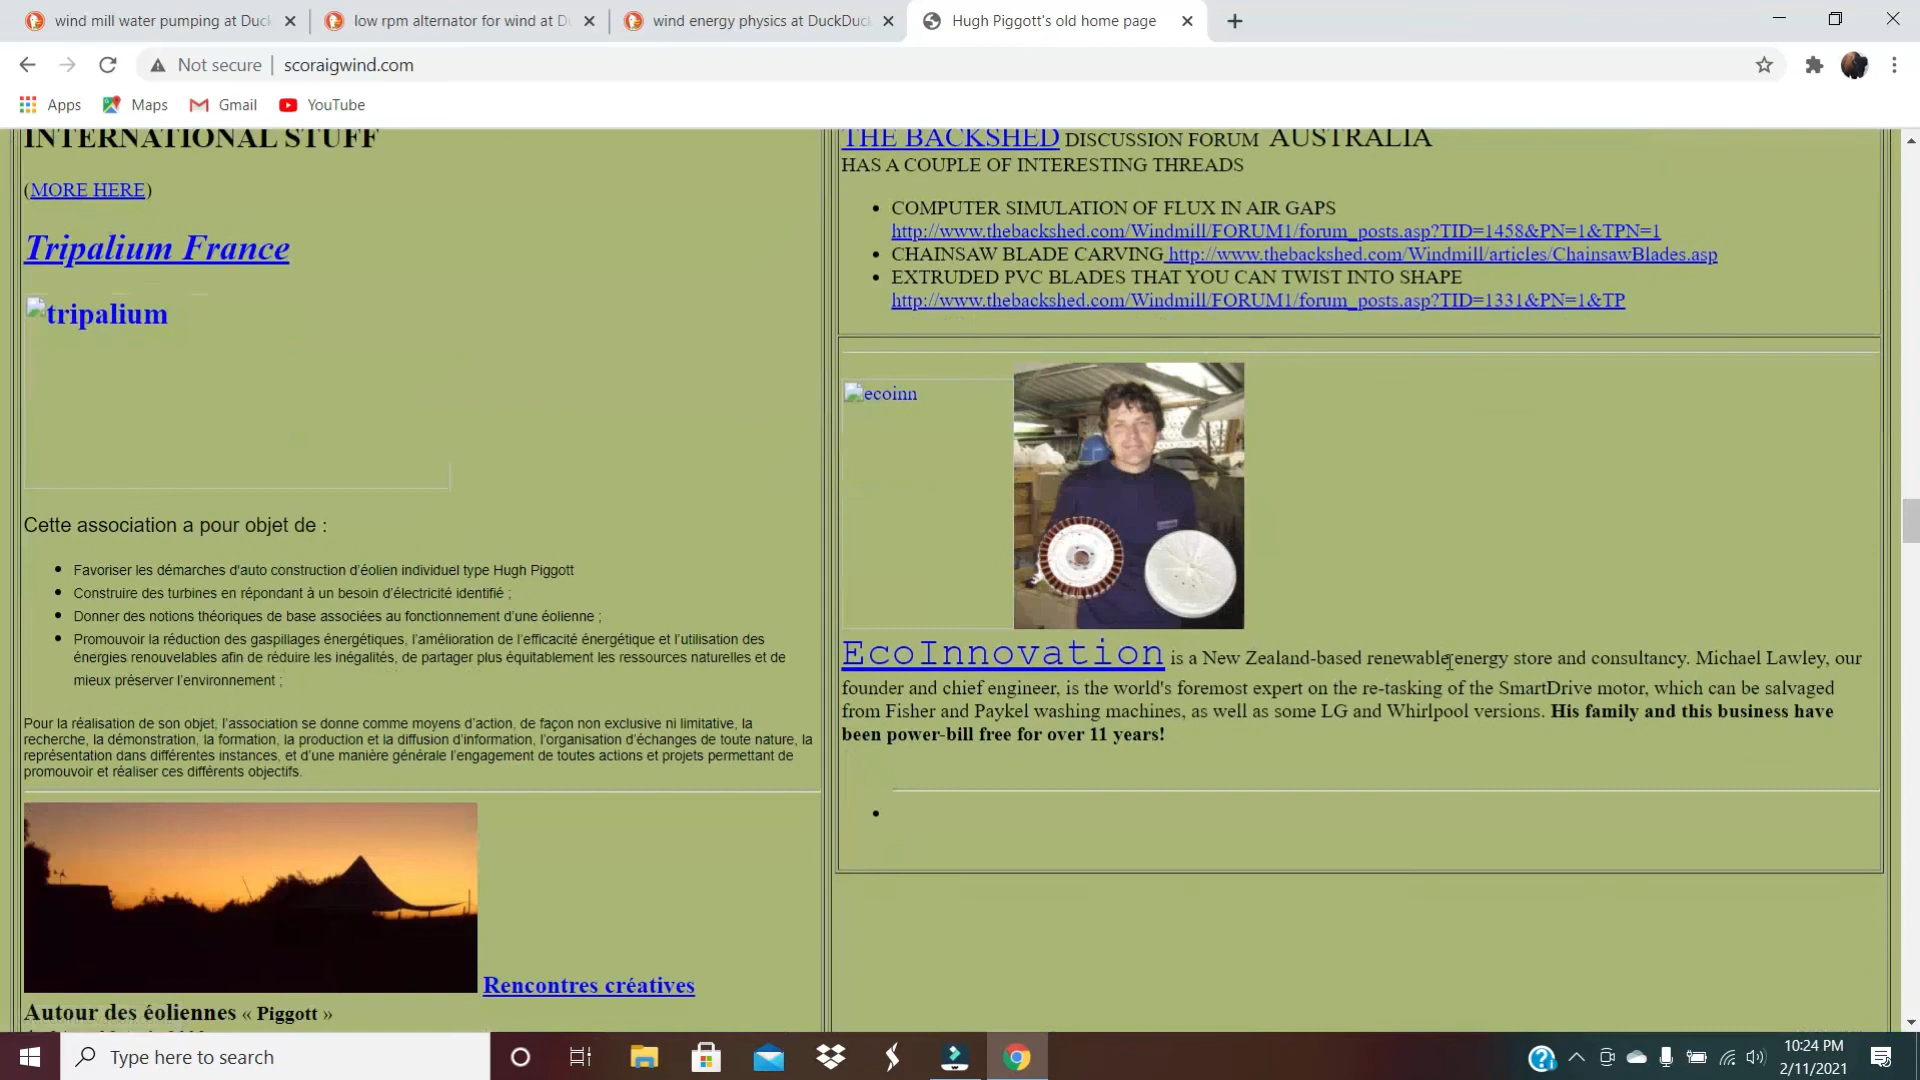 wind mill water pumping at Duck
low rpm alternator for wind at Du
wind energy physics at DuckDuc
Hugh Piggott's old home page
Not secure | scoraigwind.com
Apps Maps Gmail YouTube
INTERNATIONAL STUFF
(MORE HERE)
Tripalium France
tripalium
Cette association a pour objet de :
• Favoriser les démarches d'auto construction d'éolien individuel type Hugh Piggott
• Construire des turbines en répondant à un besoin d'électricité identifié ;
• Donner des notions théoriques de base associées au fonctionnement d'une éolienne ;
• Promouvoir la réduction des gaspillages énergétiques, l'amélioration de l'efficacité énergétique et l'utilisation des
énergies renouvelables afin de réduire les inégalités, de partager plus équitablement les ressources naturelles et de
mieux préserver l'environnement ;
Pour la réalisation de son objet, l'association se donne comme moyens d'action, de façon non exclusive ni limitative, la
recherche, la démonstration, la formation, la production et la diffusion d'information, l'organisation d'échanges de toute nature, la
représentation dans différentes instances, et d'une manière générale l'engagement de toutes actions et projets permettant de
promouvoir et réaliser ces différents objectifs.
Rencontres créatives
Autour des éoliennes « Piggott »
THE BACKSHED DISCUSSION FORUM AUSTRALIA
HAS A COUPLE OF INTERESTING THREADS
• COMPUTER SIMULATION OF FLUX IN AIR GAPS
http://www.thebackshed.com/Windmill/FORUM1/forum_posts.asp?TID=1458&PN=1&TPN=1
• CHAINSAW BLADE CARVING http://www.thebackshed.com/Windmill/articles/ChainsawBlades.asp
• EXTRUDED PVC BLADES THAT YOU CAN TWIST INTO SHAPE
http://www.thebackshed.com/Windmill/FORUM1/forum_posts.asp?TID=1331&PN=1&TP
ecoinn
EcoInnovation is a New Zealand-based renewable energy store and consultancy. Michael Lawley, our
founder and chief engineer, is the world's foremost expert on the re-tasking of the SmartDrive motor, which can be salvaged
from Fisher and Paykel washing machines, as well as some LG and Whirlpool versions. His family and this business have
been power-bill free for over 11 years!
•
Type here to search
10:24 PM
2/11/2021